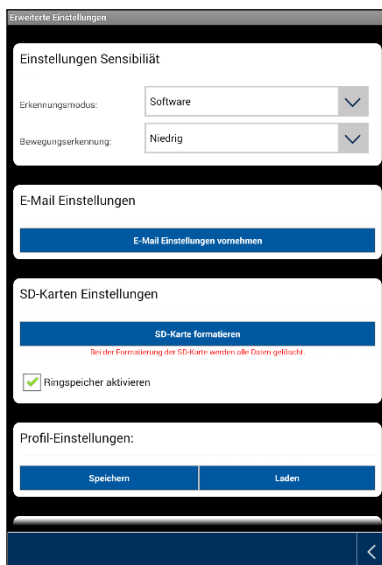 Erweiterte Einstellungen
Einstellungen Sensibiliät
Erkennungsmodus: Software
Bewegungserkennung: Niedrig
E-Mail Einstellungen
E-Mail Einstellungen vornehmen
SD-Karten Einstellungen
SD-Karte formatieren
Bei der Formatierung der SD-Karte werden alle Daten gelöscht.
Ringspeicher aktivieren
Profil-Einstellungen:
Speichern Laden